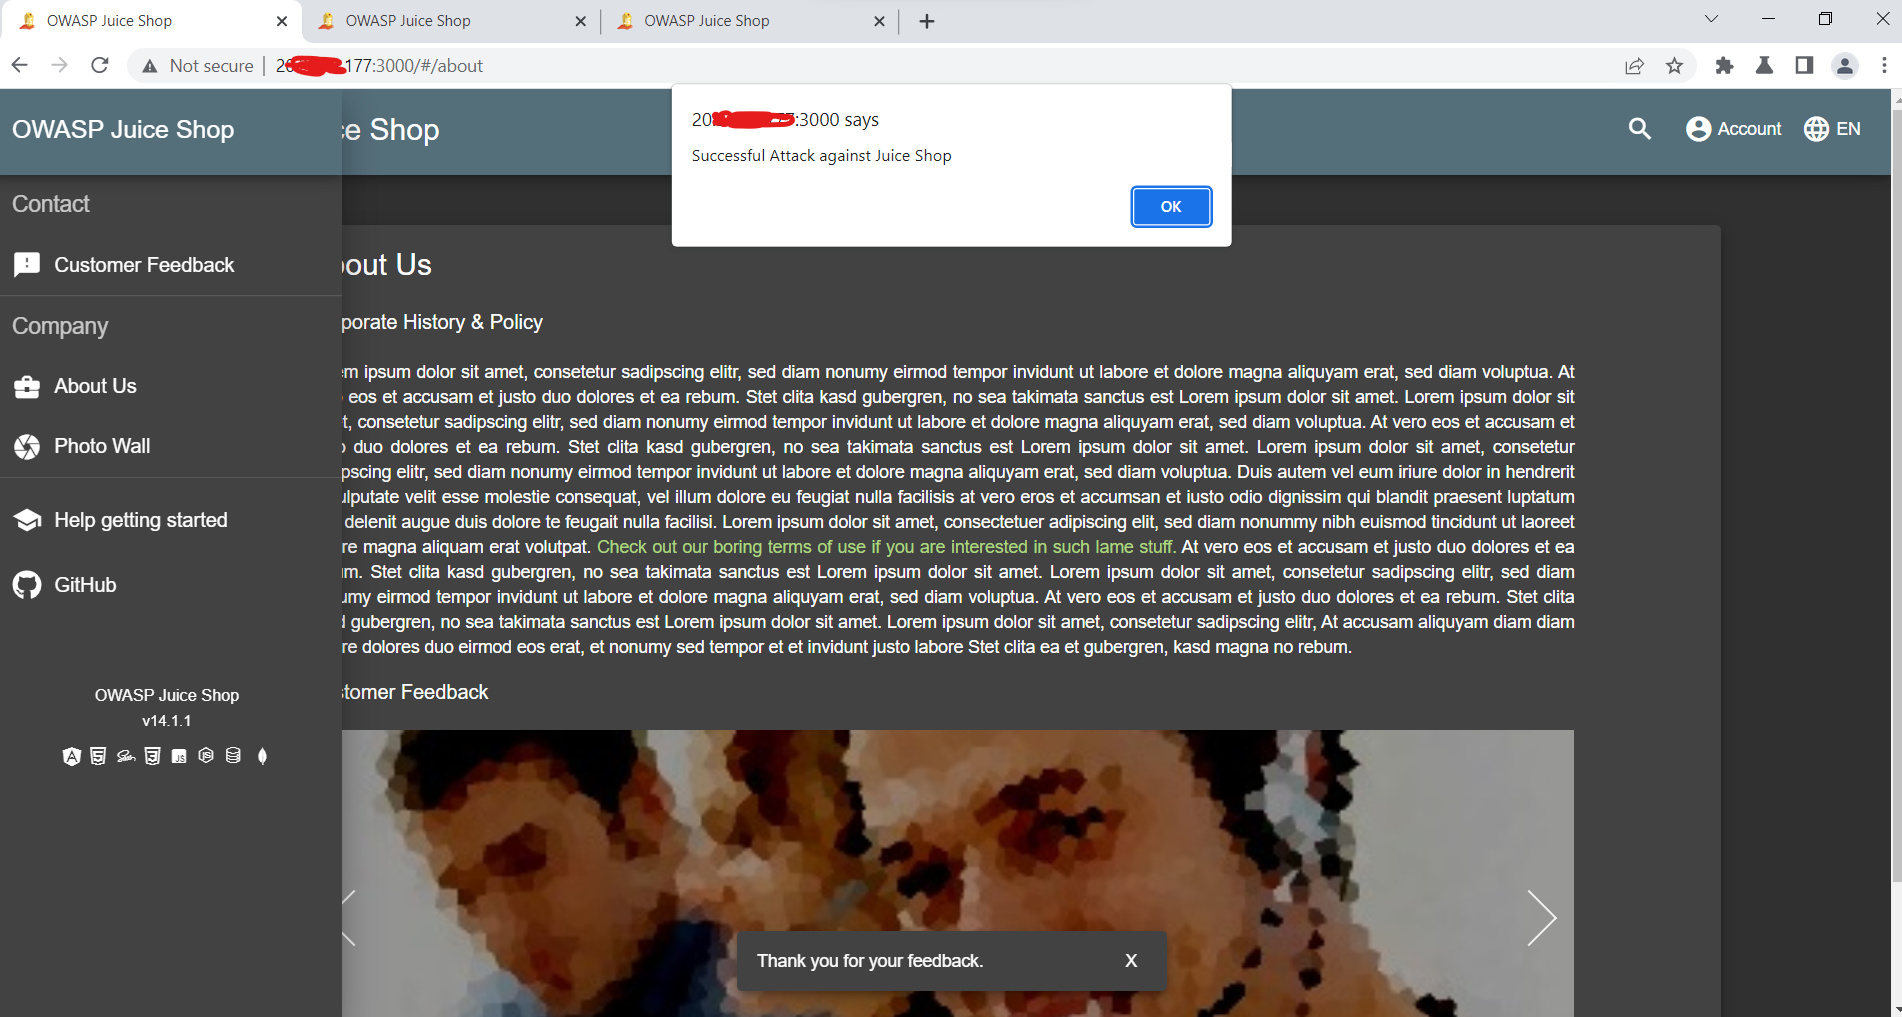 OWASP Juice Shop
OWASP Juice Shop
OWASP Juice Shop
Not secure | 20 177:3000/#/about
OWASP Juice Shop
ce Shop
Account
EN
20 77:3000 says
Successful Attack against Juice Shop
OK
Contact
Customer Feedback
Company
About Us
Photo Wall
Help getting started
GitHub
OWASP Juice Shop
v14.1.1
out Us
porate History & Policy
m ipsum dolor sit amet, consetetur sadipscing elitr, sed diam nonumy eirmod tempor invidunt ut labore et dolore magna aliquyam erat, sed diam voluptua. At
eos et accusam et justo duo dolores et ea rebum. Stet clita kasd gubergren, no sea takimata sanctus est Lorem ipsum dolor sit amet. Lorem ipsum dolor sit
t, consetetur sadipscing elitr, sed diam nonumy eirmod tempor invidunt ut labore et dolore magna aliquyam erat, sed diam voluptua. At vero eos et accusam et
duo dolores et ea rebum. Stet clita kasd gubergren, no sea takimata sanctus est Lorem ipsum dolor sit amet. Lorem ipsum dolor sit amet, consetetur
pscing elitr, sed diam nonumy eirmod tempor invidunt ut labore et dolore magna aliquyam erat, sed diam voluptua. Duis autem vel eum iriure dolor in hendrerit
ulputate velit esse molestie consequat, vel illum dolore eu feugiat nulla facilisis at vero eros et accumsan et iusto odio dignissim qui blandit praesent luptatum
delenit augue duis dolore te feugait nulla facilisi. Lorem ipsum dolor sit amet, consectetuer adipiscing elit, sed diam nonummy nibh euismod tincidunt ut laoreet
re magna aliquam erat volutpat. Check out our boring terms of use if you are interested in such lame stuff. At vero eos et accusam et justo duo dolores et ea
m. Stet clita kasd gubergren, no sea takimata sanctus est Lorem ipsum dolor sit amet. Lorem ipsum dolor sit amet, consetetur sadipscing elitr, sed diam
umy eirmod tempor invidunt ut labore et dolore magna aliquyam erat, sed diam voluptua. At vero eos et accusam et justo duo dolores et ea rebum. Stet clita
d gubergren, no sea takimata sanctus est Lorem ipsum dolor sit amet. Lorem ipsum dolor sit amet, consetetur sadipscing elitr, At accusam aliquyam diam diam
re dolores duo eirmod eos erat, et nonumy sed tempor et et invidunt justo labore Stet clita ea et gubergren, kasd magna no rebum.
stomer Feedback
Thank you for your feedback.
X